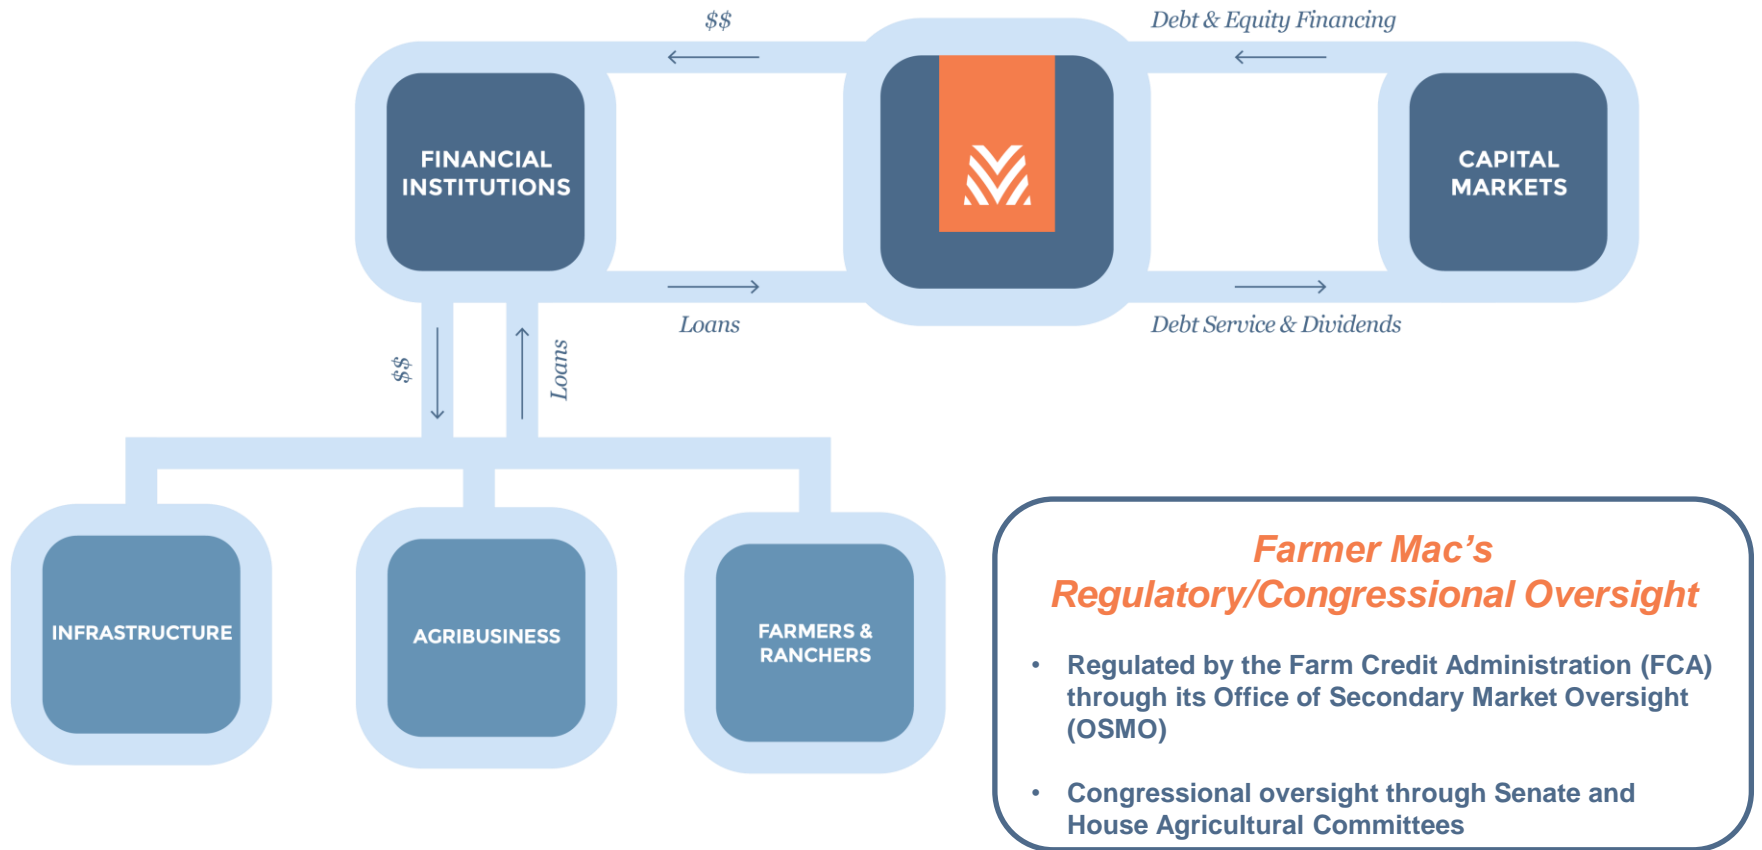 $$
Debt & Equity Financing
FINANCIAL
INSTITUTIONS
CAPITAL
MARKETS
Loans
Debt Service & Dividends
$$
Loans
INFRASTRUCTURE
AGRIBUSINESS
FARMERS &
RANCHERS
Farmer Mac’s
Regulatory/Congressional Oversight
• Regulated by the Farm Credit Administration (FCA)
through its Office of Secondary Market Oversight
(OSMO)
• Congressional oversight through Senate and
House Agricultural Committees